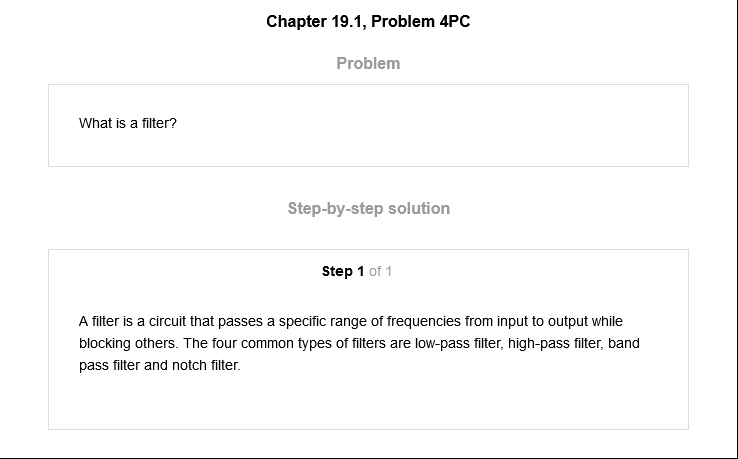 Chapter 19.1, Problem 4PC
Problem
What is a filter?
Step-by-step solution
Step 1 of 1
A filter is a circuit that passes a specific range of frequencies from input to output while
blocking others. The four common types of filters are low-pass filter, high-pass filter, band
pass filter and notch filter.